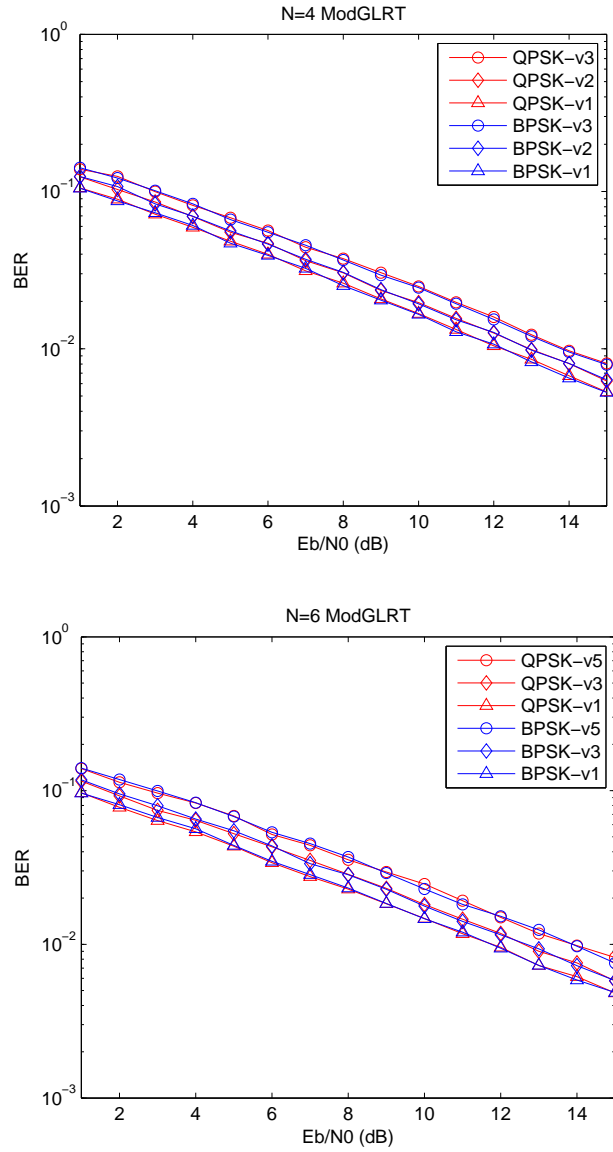 N=4 ModGLRT
10^0
10^−1
10^−2
10^−3
BER
QPSK−v3
QPSK−v2
QPSK−v1
BPSK−v3
BPSK−v2
BPSK−v1
2 4 6 8 10 12 14
Eb/N0 (dB)
N=6 ModGLRT
10^0
10^−1
10^−2
10^−3
BER
QPSK−v5
QPSK−v3
QPSK−v1
BPSK−v5
BPSK−v3
BPSK−v1
2 4 6 8 10 12 14
Eb/N0 (dB)